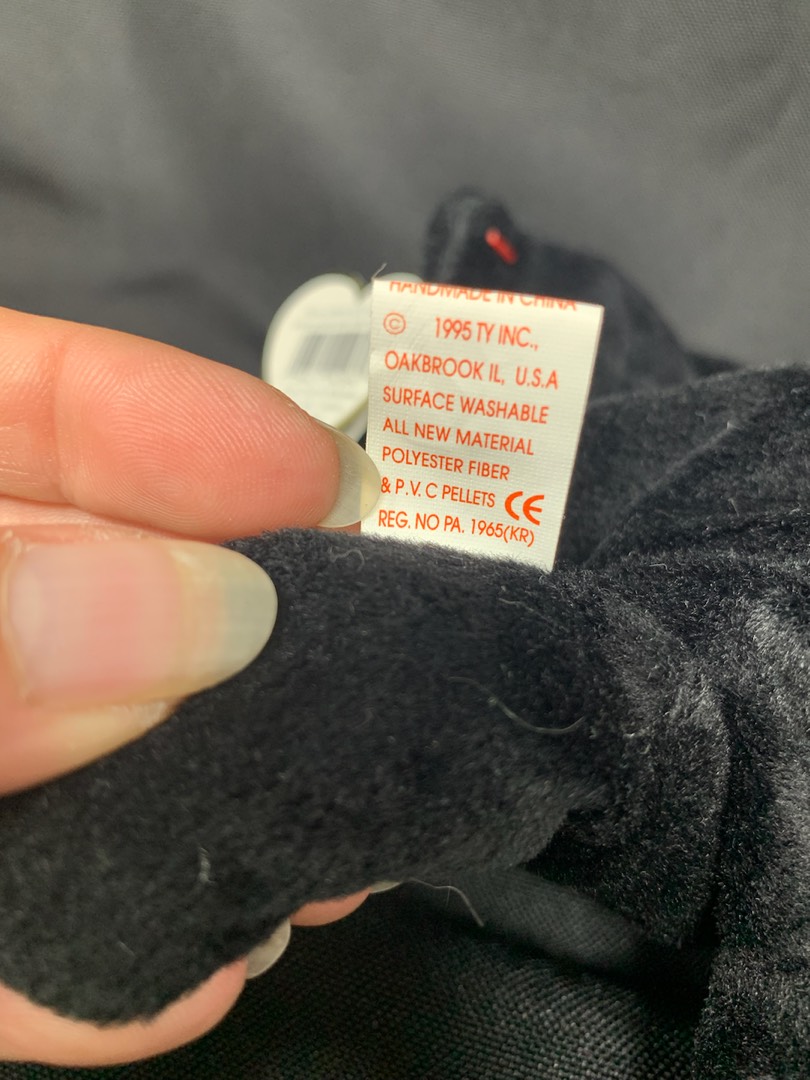 HANDMADE IN CHINA
© 1995 TY INC.,
OAKBROOK IL, U.S.A
SURFACE WASHABLE
ALL NEW MATERIAL
POLYESTER FIBER
& P.V.C PELLETS CE
REG. NO PA. 1965(KR)